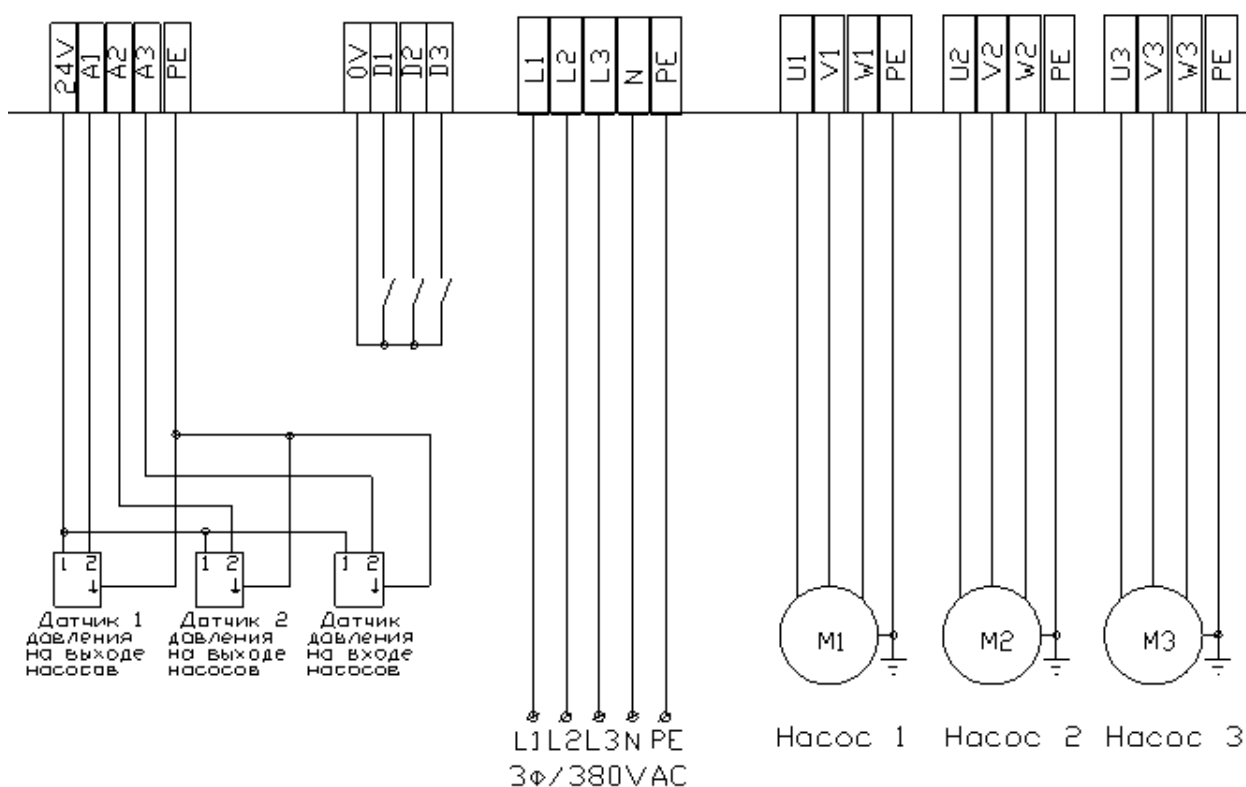 24V A1 A2 A3 PE
0V D1 D2 D3
L1 L2 L3 N PE
U1 V1 W1 PE
U2 V2 W2 PE
U3 V3 W3 PE
1 2
1 2
1 2
Датчик 1
давления
на выходе
насосав
Датчик 2
давления
на выходе
насосов
Датчик
давления
на входе
насосов
L1 L2 L3 N PE
3Ф/380VAC
M1
M2
M3
Насос 1
Насос 2
Насос 3